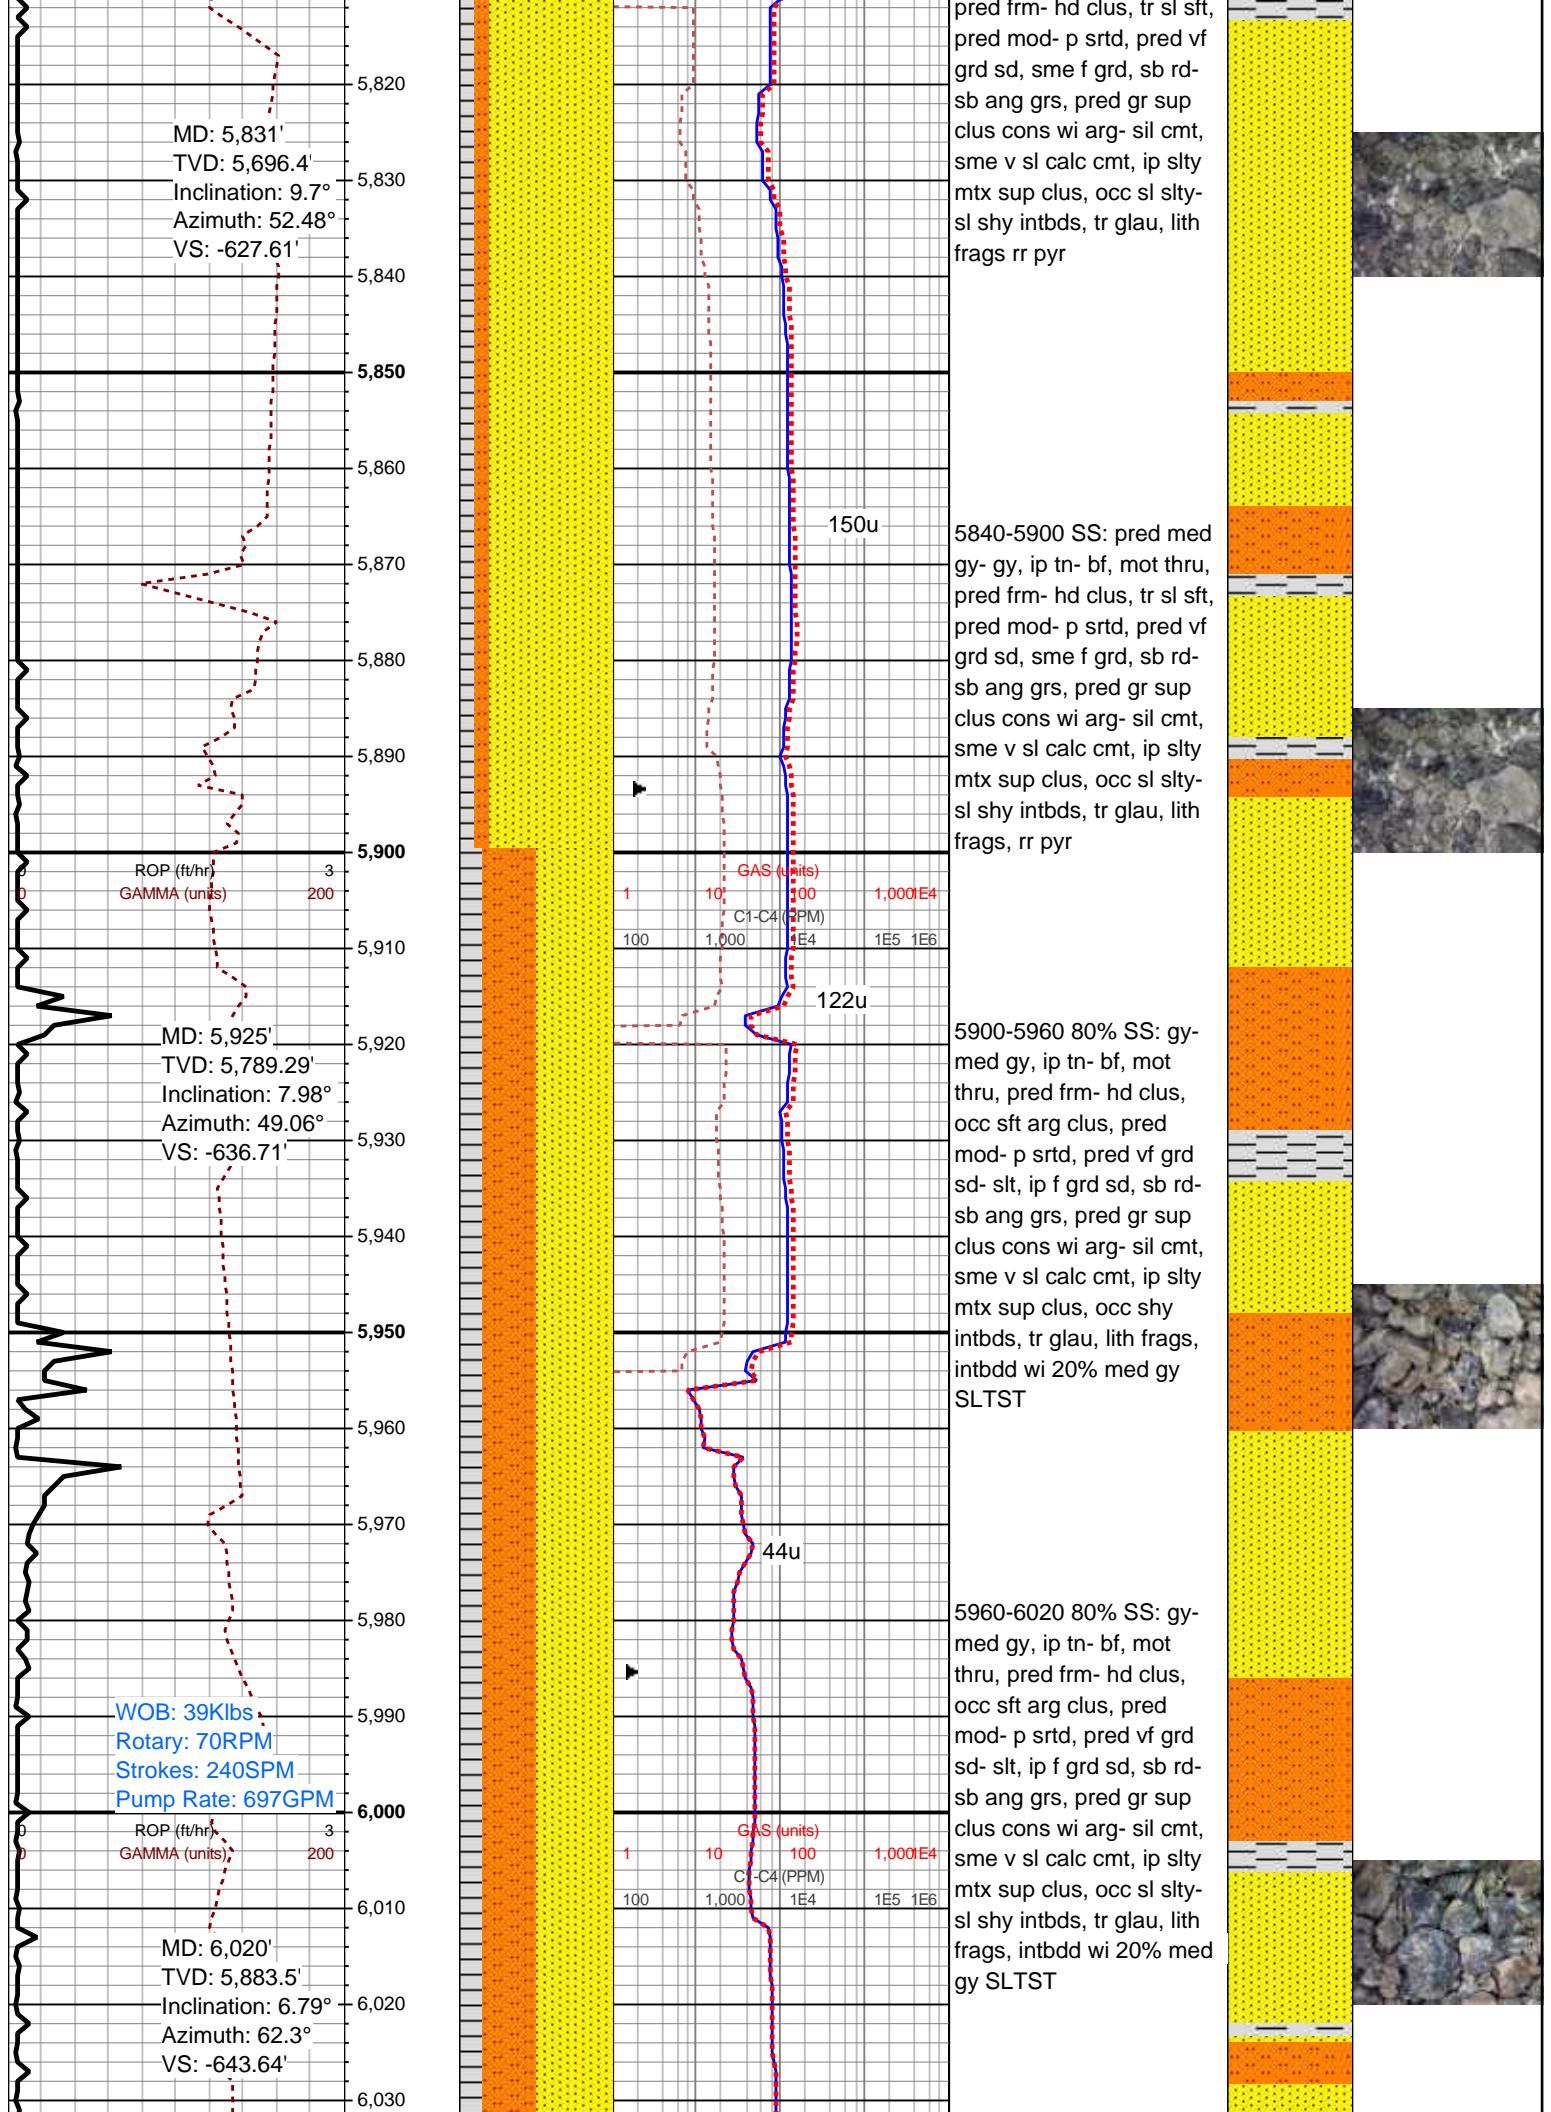 pred frm- hd clus, tr sl sft,
pred mod- p srtd, pred vf
grd sd, sme f grd, sb rd-
sb ang grs, pred gr sup
clus cons wi arg- sil cmt,
sme v sl calc cmt, ip slty
mtx sup clus, occ sl slty-
sl shy intbds, tr glau, lith
frags rr pyr
5,820
MD: 5,831'
TVD: 5,696.4'
Inclination: 9.7°
Azimuth: 52.48°
VS: -627.61'
5,830
5,840
5,850
5,860
150u
5840-5900 SS: pred med
gy- gy, ip tn- bf, mot thru,
pred frm- hd clus, tr sl sft,
pred mod- p srtd, pred vf
grd sd, sme f grd, sb rd-
sb ang grs, pred gr sup
clus cons wi arg- sil cmt,
sme v sl calc cmt, ip slty
mtx sup clus, occ sl slty-
sl shy intbds, tr glau, lith
frags, rr pyr
5,870
5,880
5,890
5,900
0 ROP (ft/hr) 3
0 GAMMA (units) 200
GAS (units)
1 10 100 1,000 1E4
C1-C4 (PPM)
100 1,000 1E4 1E5 1E6
5,910
122u
MD: 5,925'
TVD: 5,789.29'
Inclination: 7.98°
Azimuth: 49.06°
VS: -636.71'
5,920
5,930
5,940
5,950
5,960
5900-5960 80% SS: gy-
med gy, ip tn- bf, mot
thru, pred frm- hd clus,
occ sft arg clus, pred
mod- p srtd, pred vf grd
sd- slt, ip f grd sd, sb rd-
sb ang grs, pred gr sup
clus cons wi arg- sil cmt,
sme v sl calc cmt, ip slty
mtx sup clus, occ shy
intbds, tr glau, lith frags,
intbdd wi 20% med gy
SLTST
5,970
44u
5,980
5,990
WOB: 39Klbs
Rotary: 70RPM
Strokes: 240SPM
Pump Rate: 697GPM
6,000
5960-6020 80% SS: gy-
med gy, ip tn- bf, mot
thru, pred frm- hd clus,
occ sft arg clus, pred
mod- p srtd, pred vf grd
sd- slt, ip f grd sd, sb rd-
sb ang grs, pred gr sup
clus cons wi arg- sil cmt,
sme v sl calc cmt, ip slty
mtx sup clus, occ sl slty-
sl shy intbds, tr glau, lith
frags, intbdd wi 20% med
gy SLTST
0 ROP (ft/hr) 3
0 GAMMA (units) 200
GAS (units)
1 10 100 1,000 1E4
C1-C4 (PPM)
100 1,000 1E4 1E5 1E6
6,010
MD: 6,020'
TVD: 5,883.5'
Inclination: 6.79°
Azimuth: 62.3°
VS: -643.64'
6,020
6,030